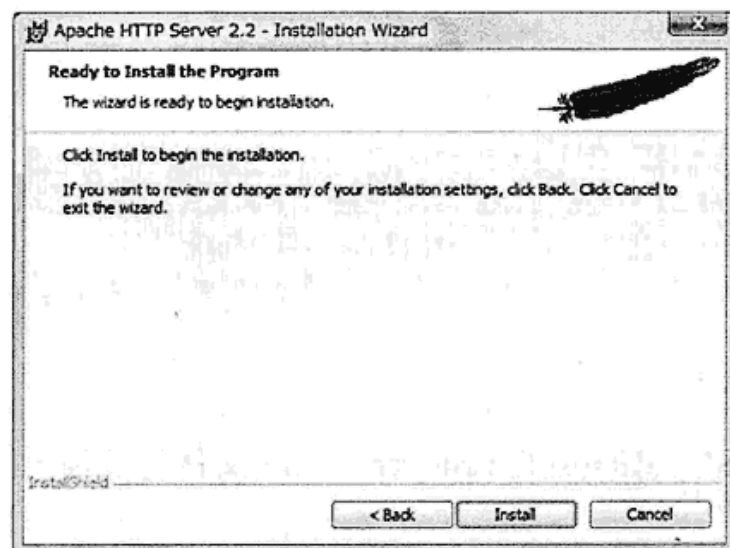 Apache HTTP Server 2.2 - Installation Wizard
Ready to Install the Program
The wizard is ready to begin installation.
Click Install to begin the installation.
If you want to review or change any of your installation settings, click Back. Click Cancel to
exit the wizard.
InstallShield
< Back Install Cancel